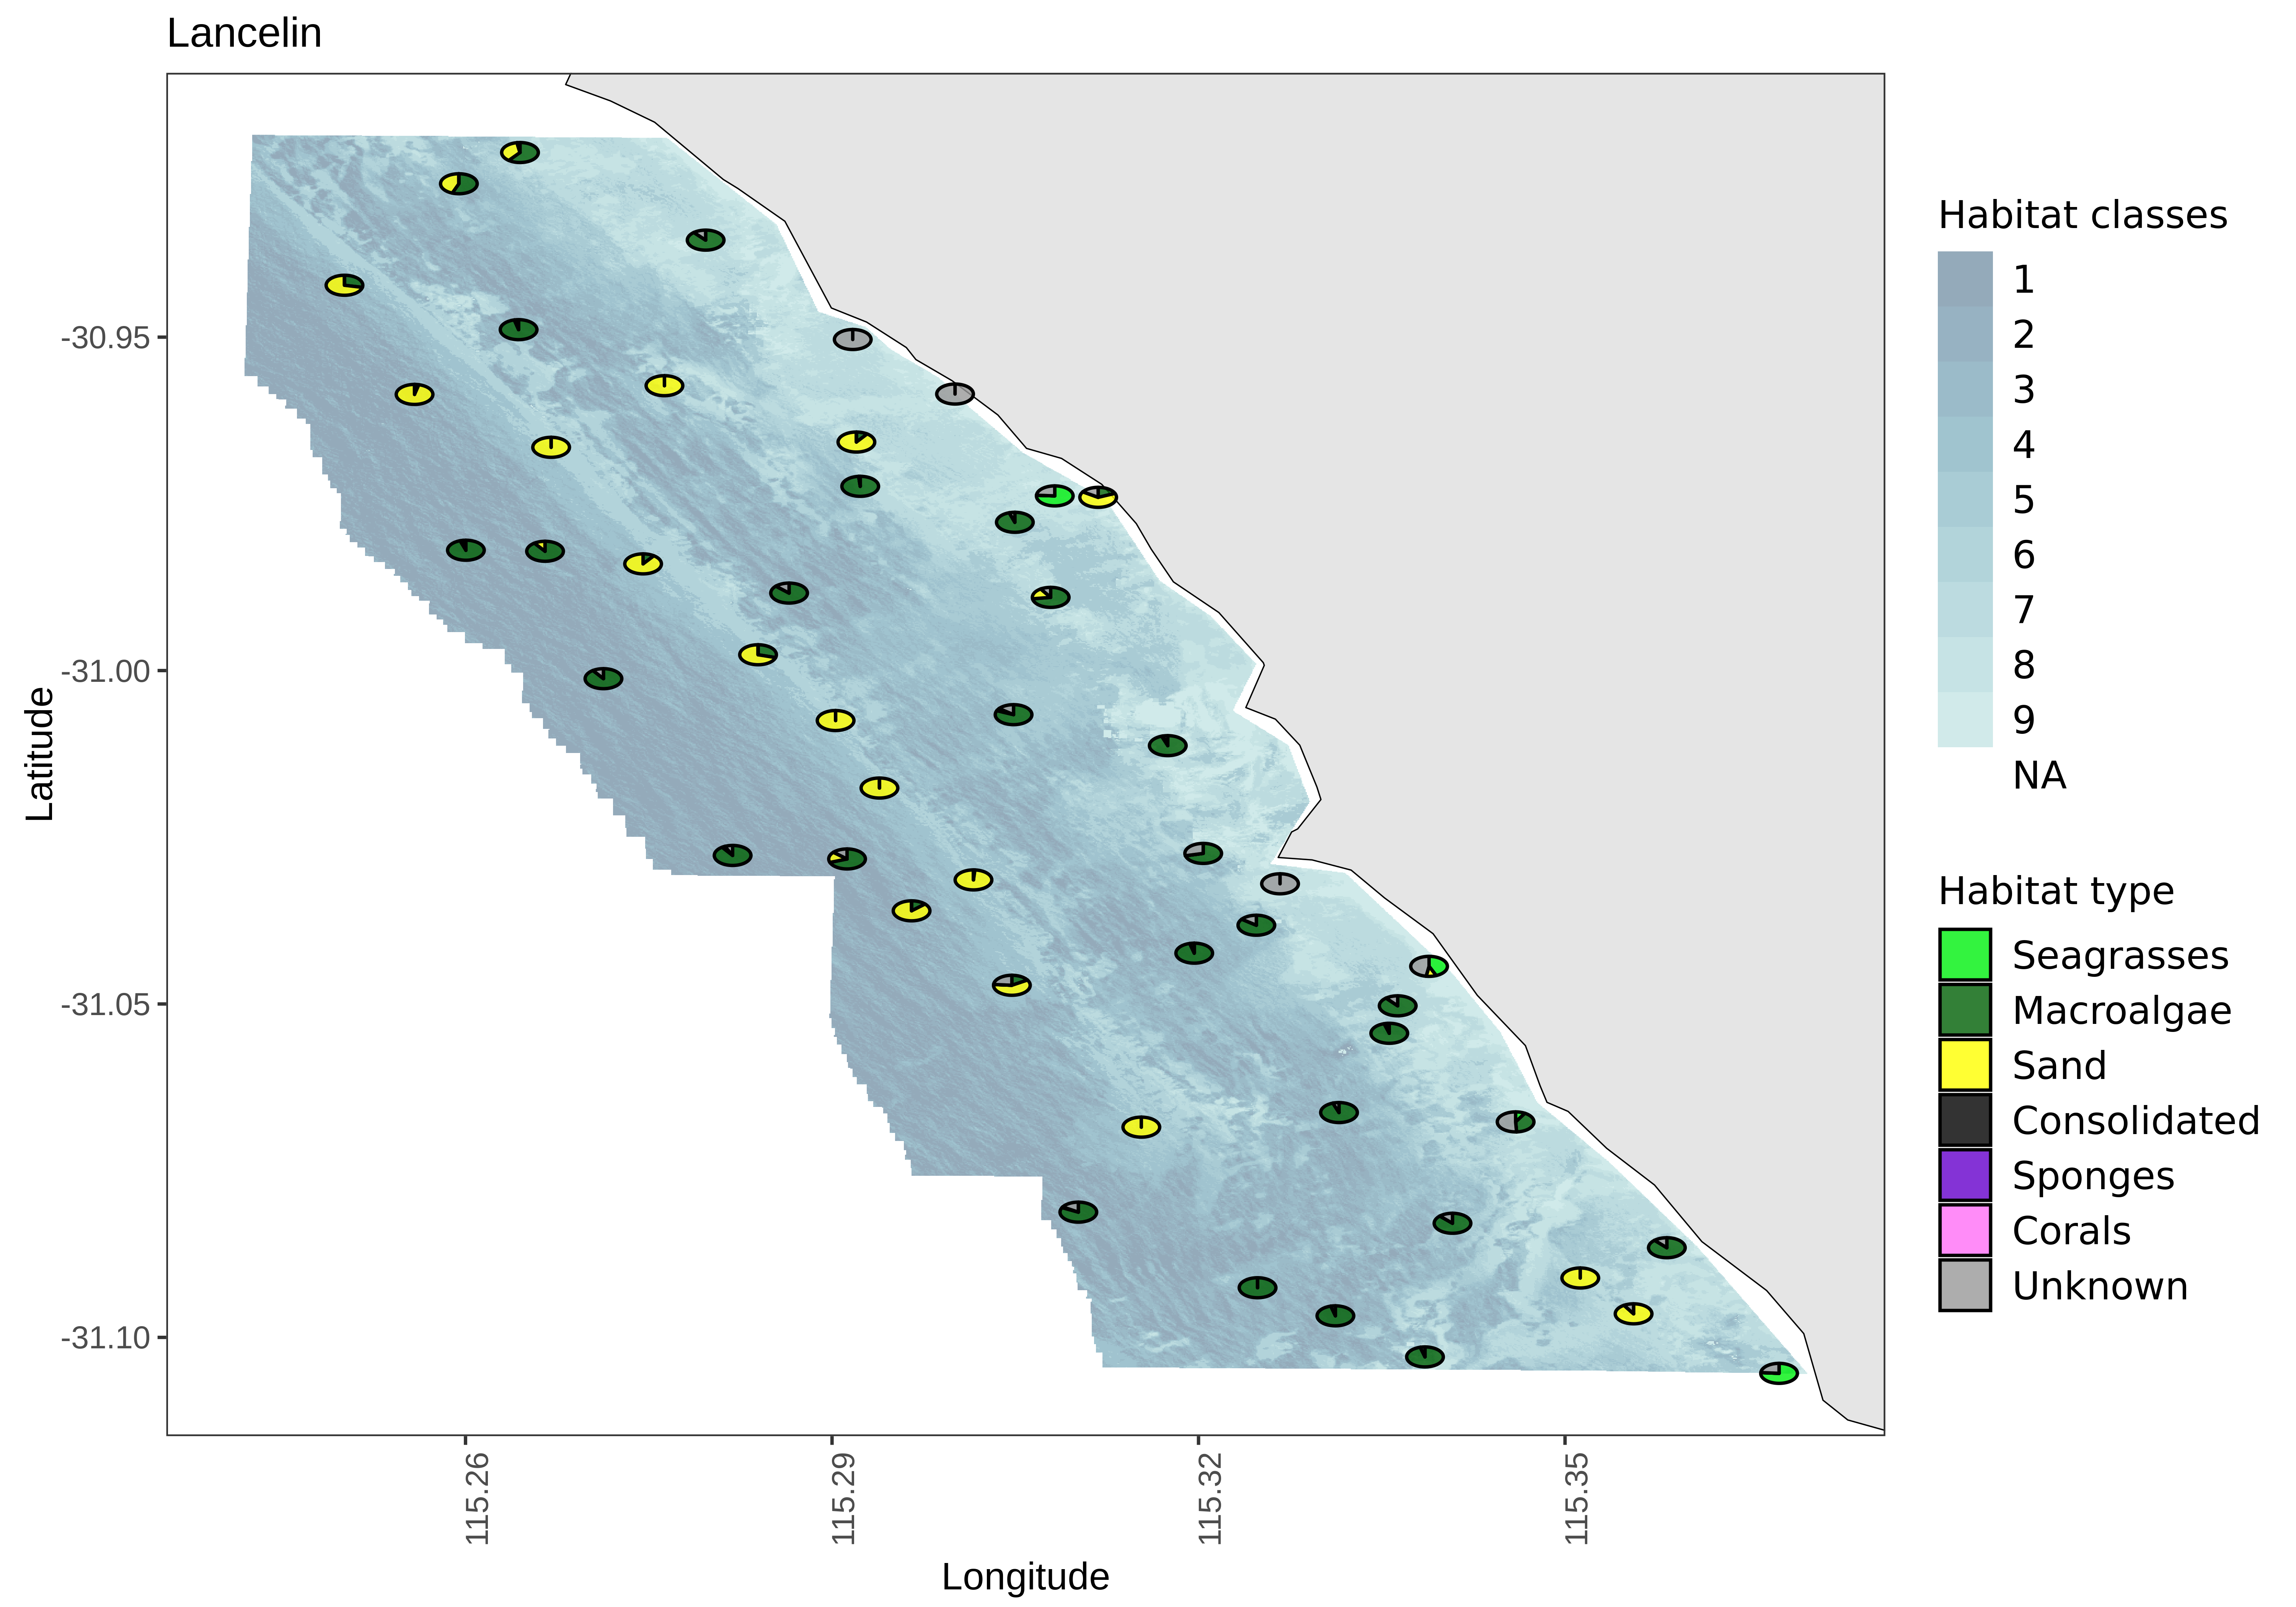 Lancelin
Latitude
-30.95
-31.00
-31.05
-31.10
115.26
115.29
115.32
115.35
Longitude
Habitat classes
1
2
3
4
5
6
7
8
9
NA
Habitat type
Seagrasses
Macroalgae
Sand
Consolidated
Sponges
Corals
Unknown